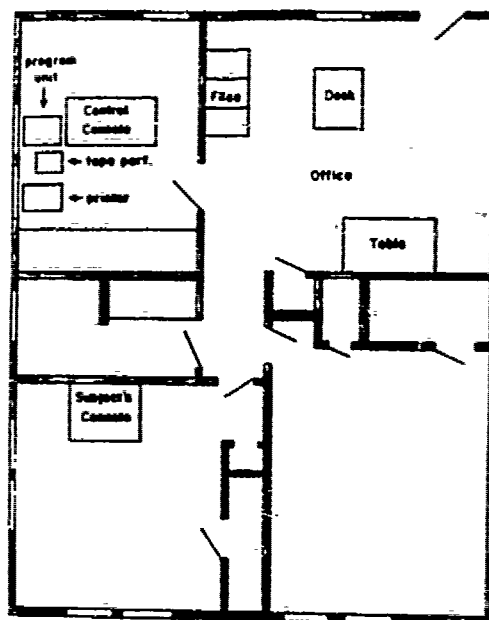 program
unit
Control
Console
tape perf.
printer
Files
Desk
Office
Table
Subject's
Console